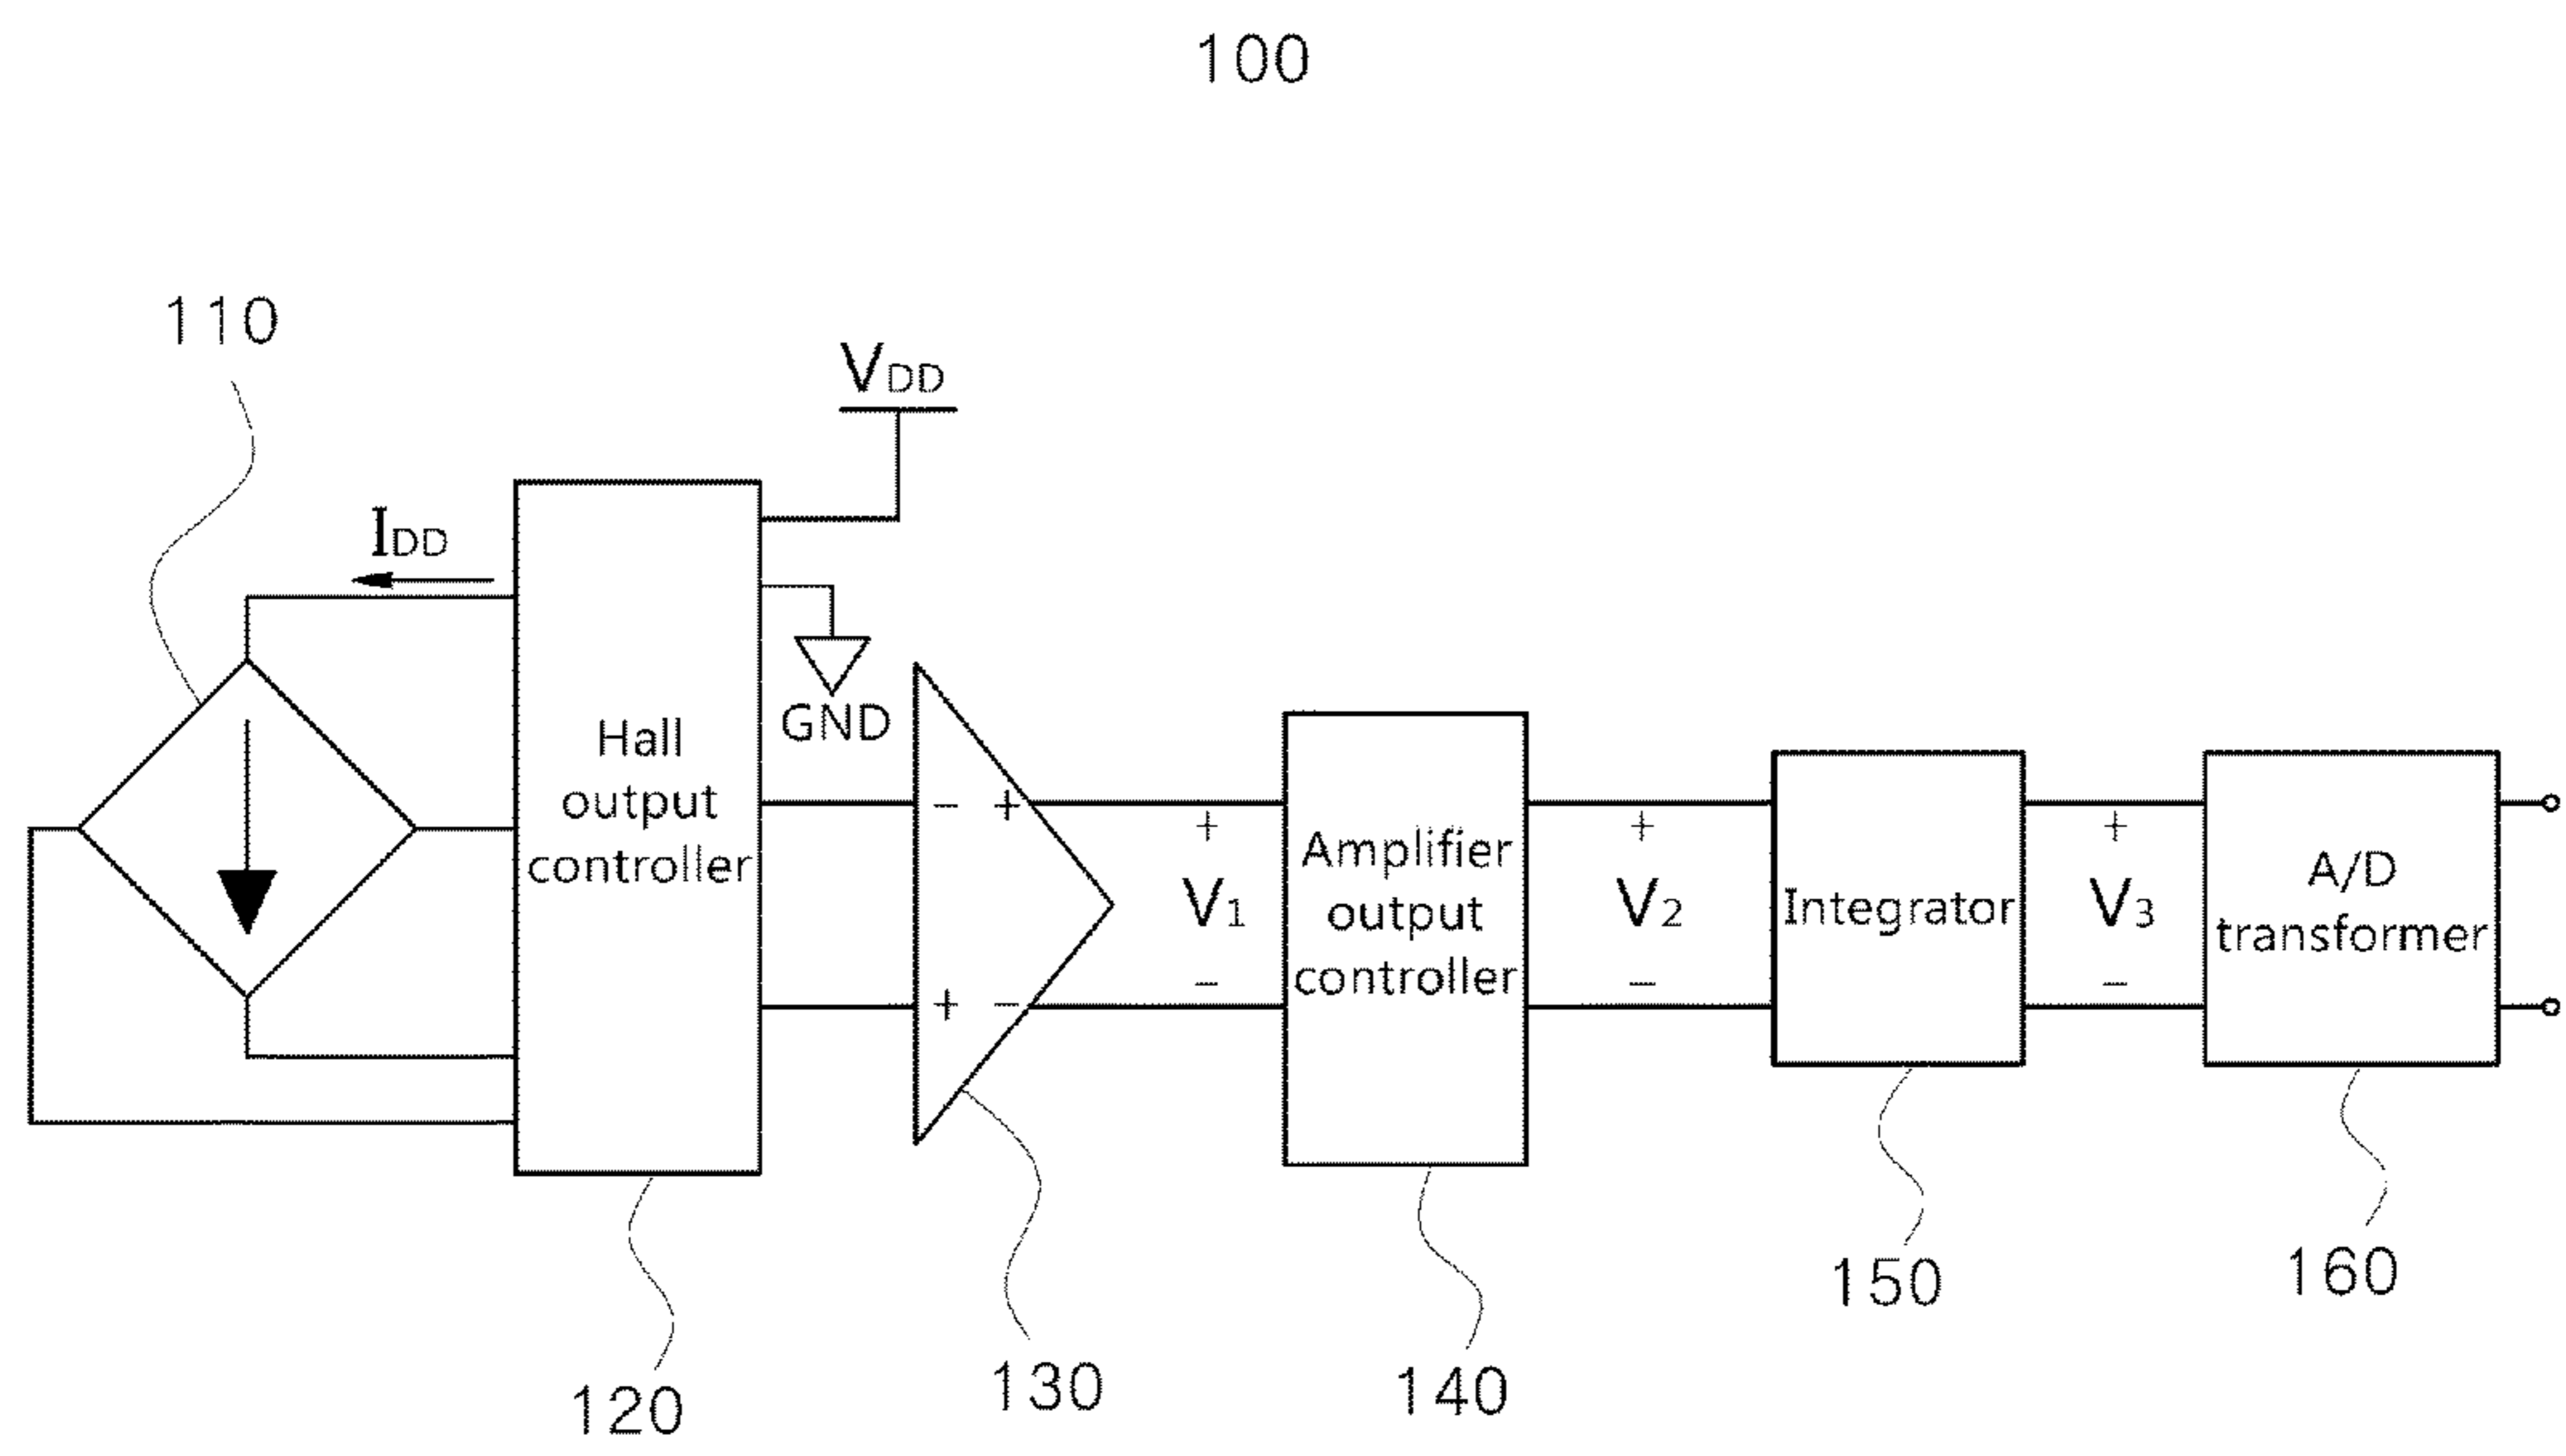 100
110
VDD
IDD
GND
Hall
output
controller
− +
+ −
+
V1
−
Amplifier
output
controller
+
V2
−
Integrator
+
V3
−
A/D
transformer
120
130
140
150
160